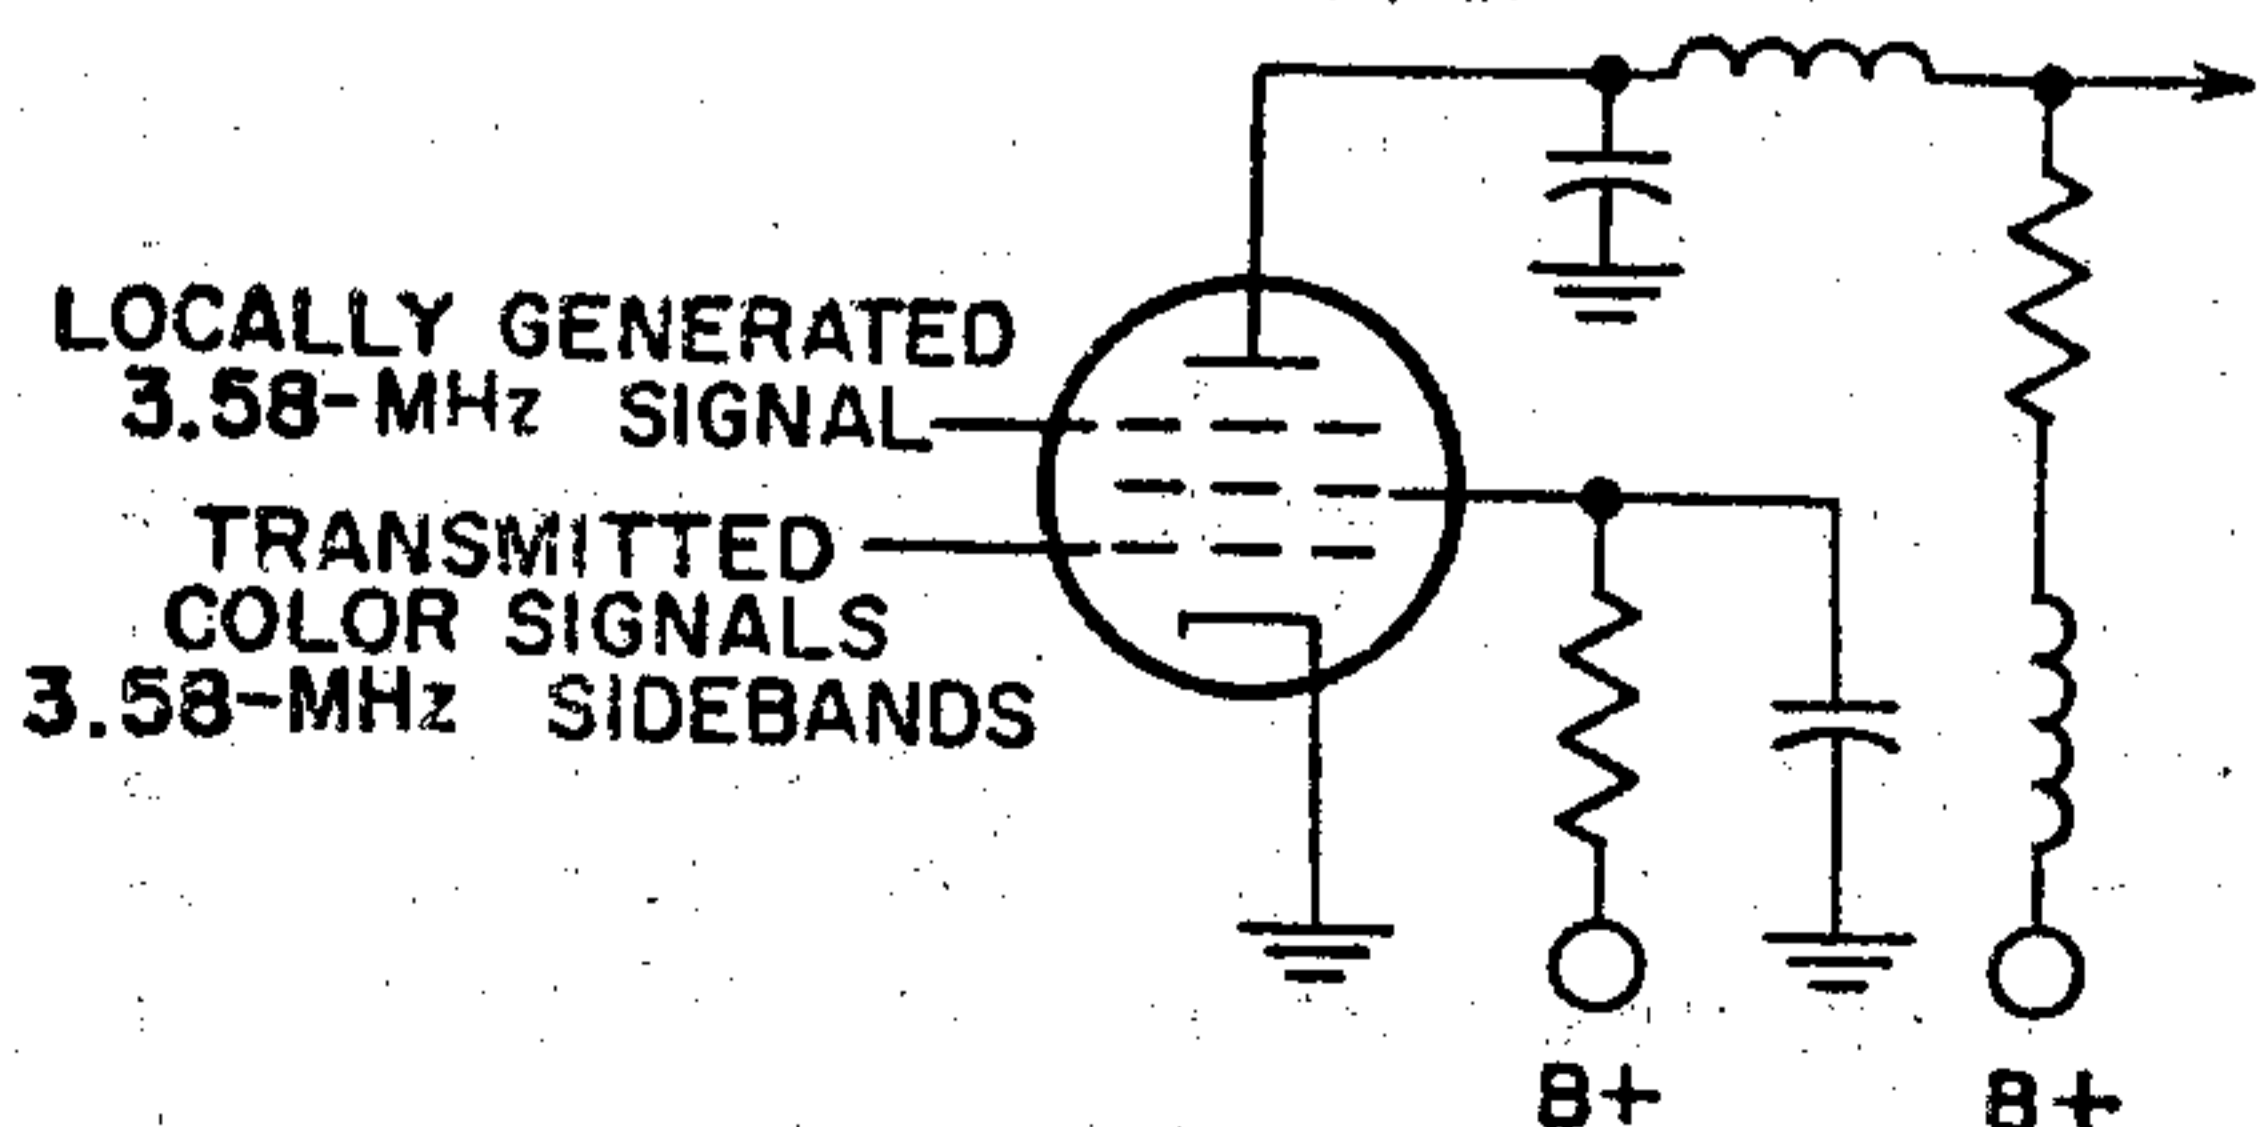 LOCALLY GENERATED
3.58-MHz SIGNAL
TRANSMITTED
COLOR SIGNALS
3.58-MHz SIDEBANDS
B+
B+